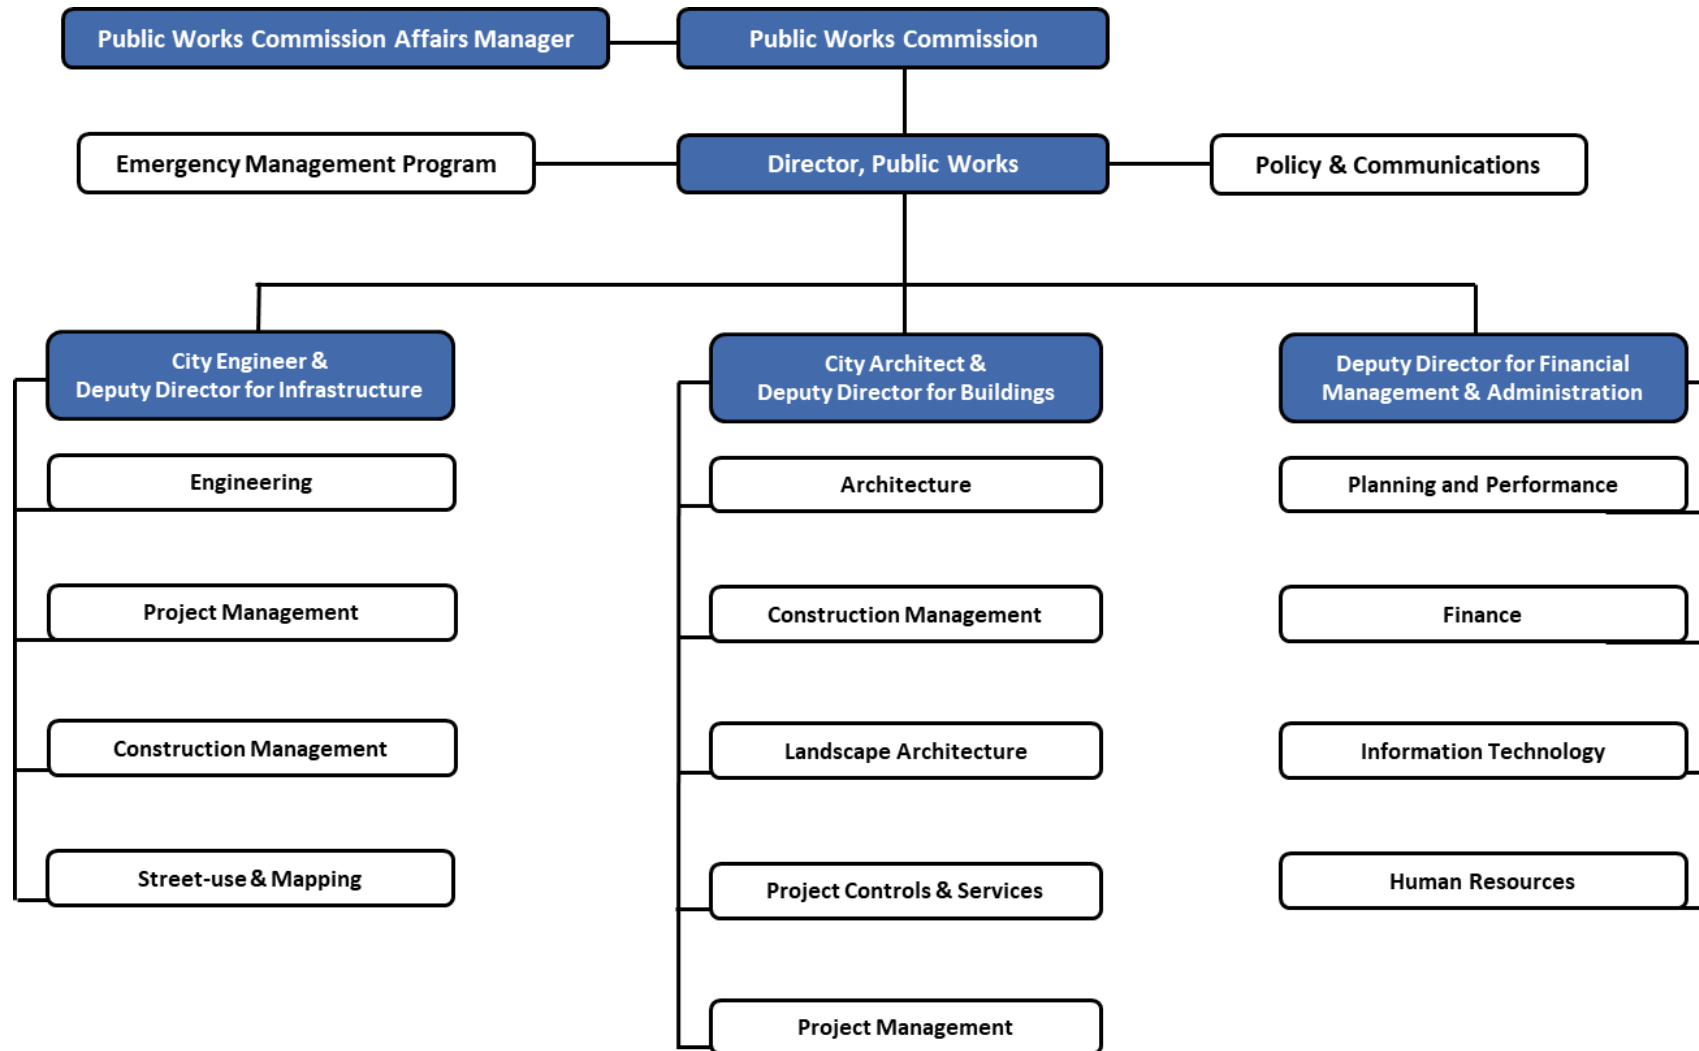 Public Works Commission Affairs Manager
Public Works Commission
Emergency Management Program
Director, Public Works
Policy & Communications
City Engineer &
Deputy Director for Infrastructure
Engineering
Project Management
Construction Management
Street-use & Mapping
City Architect &
Deputy Director for Buildings
Architecture
Construction Management
Landscape Architecture
Project Controls & Services
Project Management
Deputy Director for Financial
Management & Administration
Planning and Performance
Finance
Information Technology
Human Resources